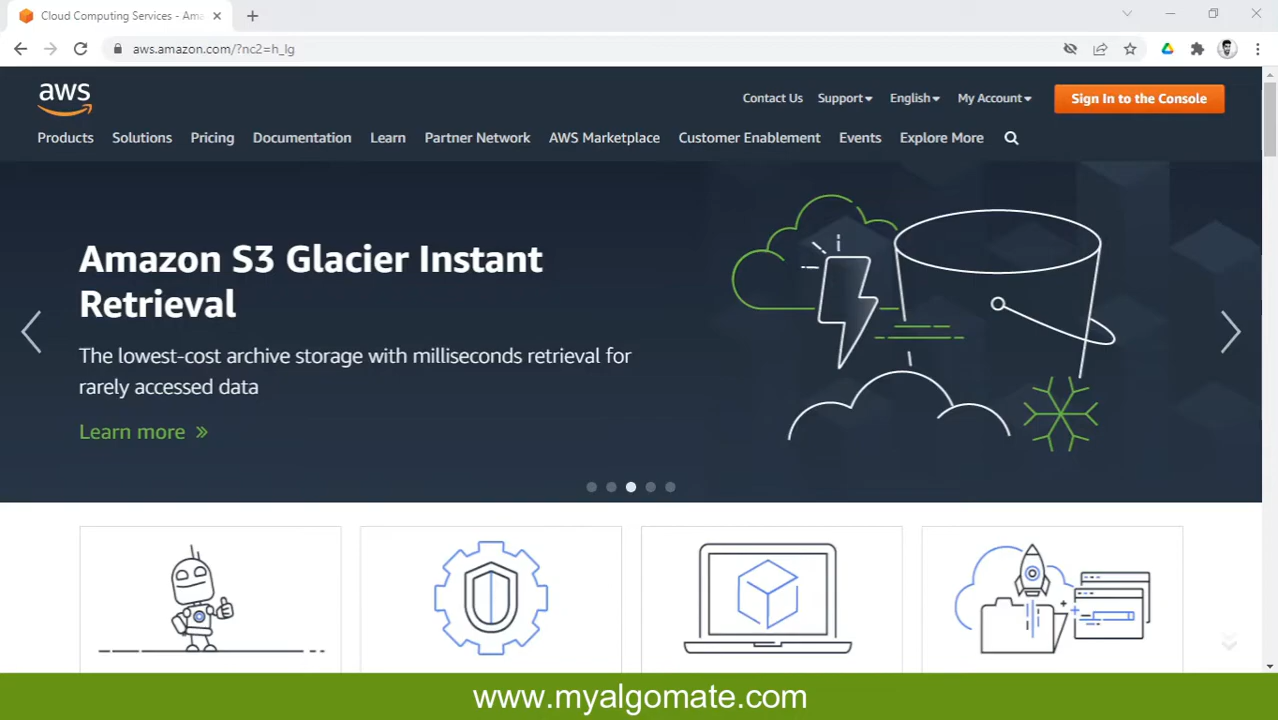 Cloud Computing Services - Ama
aws.amazon.com/?nc2=h_lg
aws
Contact Us Support English My Account Sign In to the Console
Products Solutions Pricing Documentation Learn Partner Network AWS Marketplace Customer Enablement Events Explore More
Amazon S3 Glacier Instant
Retrieval
The lowest-cost archive storage with milliseconds retrieval for
rarely accessed data
Learn more »
www.myalgomate.com